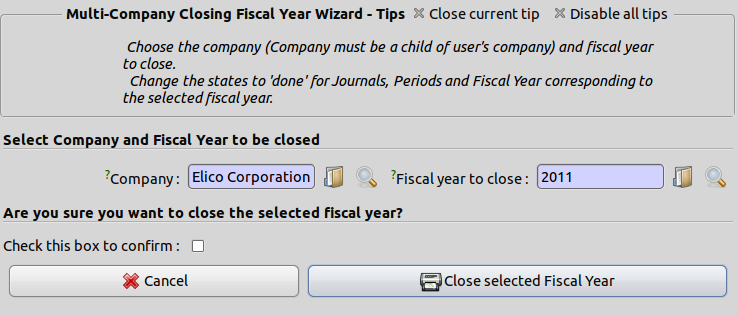 Multi-Company Closing Fiscal Year Wizard - Tips Close current tip Disable all tips
Choose the company (Company must be a child of user's company) and fiscal year
to close.
Change the states to 'done' for Journals, Periods and Fiscal Year corresponding to
the selected fiscal year.
Select Company and Fiscal Year to be closed
?Company : Elico Corporation ?Fiscal year to close : 2011
Are you sure you want to close the selected fiscal year?
Check this box to confirm :
Cancel Close selected Fiscal Year